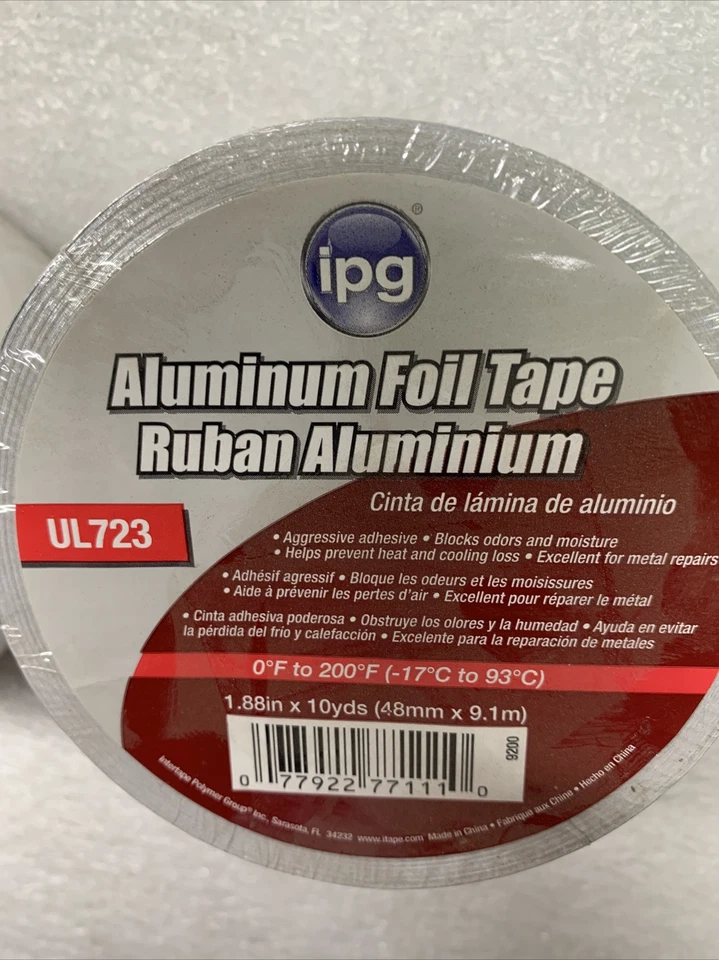 ipg®
Aluminum Foil Tape
Ruban Aluminium
Cinta de lámina de aluminio
UL723
• Aggressive adhesive • Blocks odors and moisture
• Helps prevent heat and cooling loss • Excellent for metal repairs
• Adhésif agressif • Bloque les odeurs et les moisissures
• Aide à prévenir les pertes d'air • Excellent pour réparer le métal
• Cinta adhesiva poderosa • Obstruye los olores y la humedad • Ayuda en evitar
la pérdida del frío y calefacción • Excelente para la reparación de metales
0°F to 200°F (-17°C to 93°C)
1.88in x 10yds (48mm x 9.1m)
9200
0 77922 77111 0
Intertape Polymer Group® Inc., Sarasota, FL 34232 www.itape.com Made in China • Fabriqué aux Chine • Hecho en China